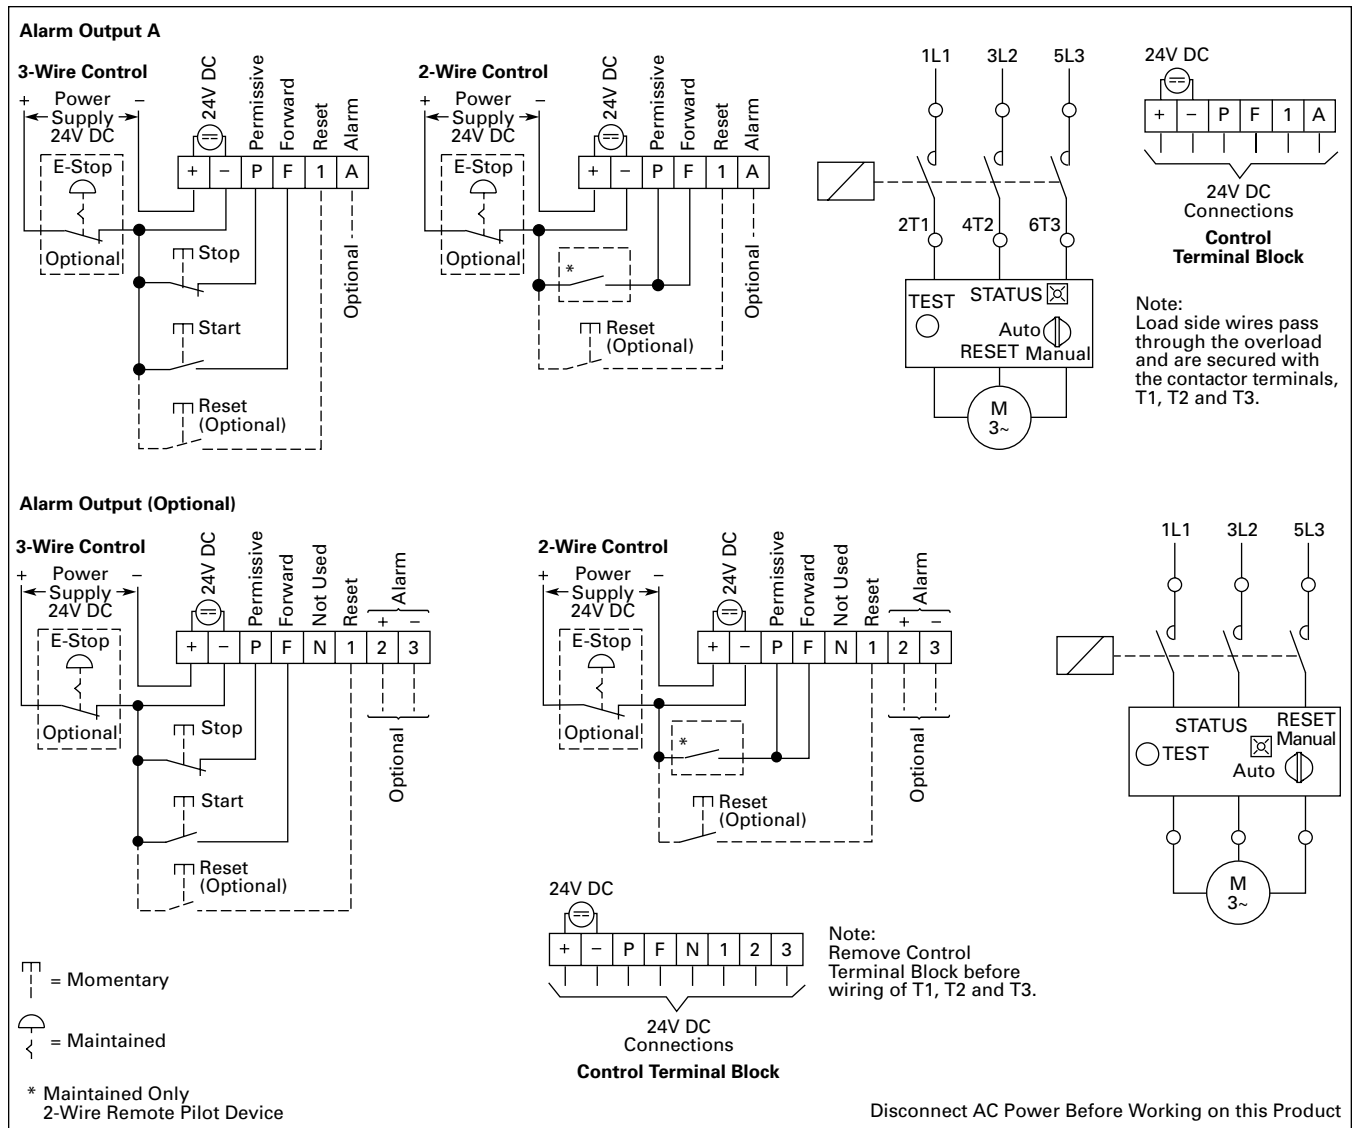 Alarm Output A
3-Wire Control
+ Power −
Supply
24V DC
E-Stop
Optional
24V DC
Permissive
Forward
Reset
Alarm
+ − P F 1 A
Stop
Start
Reset
(Optional)
Optional
2-Wire Control
+ Power −
Supply
24V DC
E-Stop
Optional
24V DC
Permissive
Forward
Reset
Alarm
+ − P F 1 A
*
Reset
(Optional)
Optional
1L1 3L2 5L3
2T1 4T2 6T3
TEST
STATUS
Auto
RESET Manual
M
3~
24V DC
+ − P F 1 A
24V DC
Connections
Control
Terminal Block
Note:
Load side wires pass
through the overload
and are secured with
the contactor terminals,
T1, T2 and T3.
Alarm Output (Optional)
3-Wire Control
+ Power −
Supply
24V DC
E-Stop
Optional
24V DC
Permissive
Forward
Not Used
Reset
Alarm
+ −
+ − P F N 1 2 3
Stop
Start
Reset
(Optional)
Optional
2-Wire Control
+ Power −
Supply
24V DC
E-Stop
Optional
24V DC
Permissive
Forward
Not Used
Reset
Alarm
+ −
+ − P F N 1 2 3
*
Reset
(Optional)
Optional
1L1 3L2 5L3
STATUS
RESET
Manual
TEST
Auto
M
3~
24V DC
+ − P F N 1 2 3
24V DC
Connections
Control Terminal Block
Note:
Remove Control
Terminal Block before
wiring of T1, T2 and T3.
= Momentary
= Maintained
* Maintained Only
2-Wire Remote Pilot Device
Disconnect AC Power Before Working on this Product